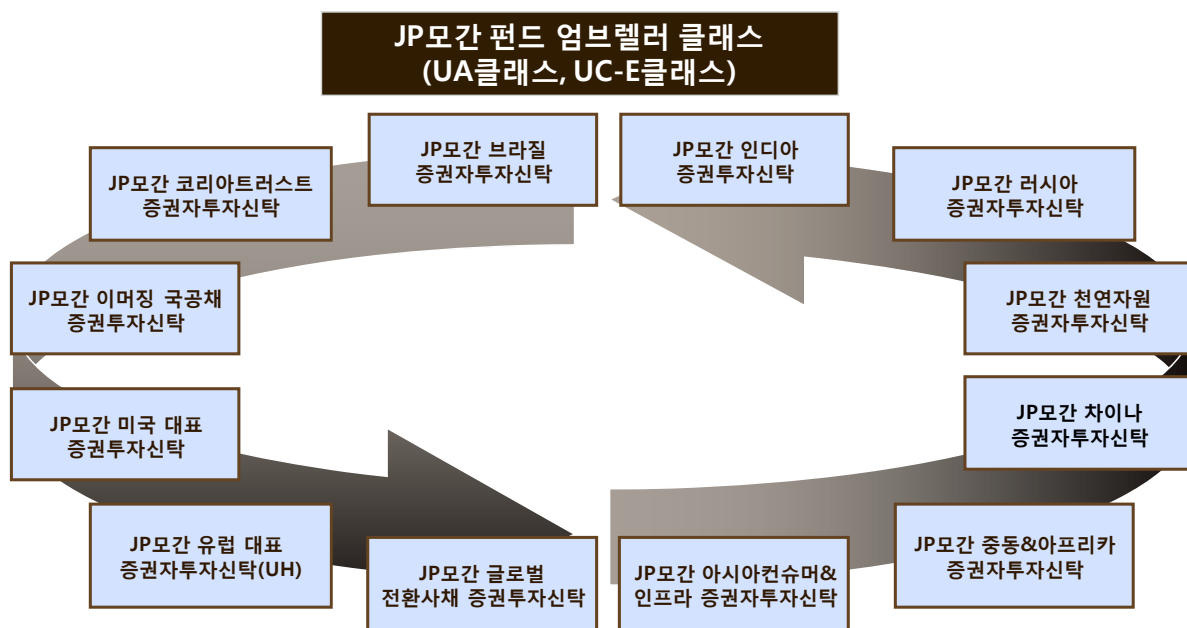 JP모간 펀드 엄브렐러 클래스
(UA클래스, UC-E클래스)
JP모간 브라질
증권자투자신탁
JP모간 인디아
증권투자신탁
JP모간 코리아트러스트
증권자투자신탁
JP모간 러시아
증권자투자신탁
JP모간 이머징 국공채
증권투자신탁
JP모간 천연자원
증권자투자신탁
JP모간 미국 대표
증권투자신탁
JP모간 차이나
증권자투자신탁
JP모간 유럽 대표
증권자투자신탁(UH)
JP모간 글로벌
전환사채 증권투자신탁
JP모간 아시아컨슈머&
인프라 증권자투자신탁
JP모간 중동&아프리카
증권자투자신탁